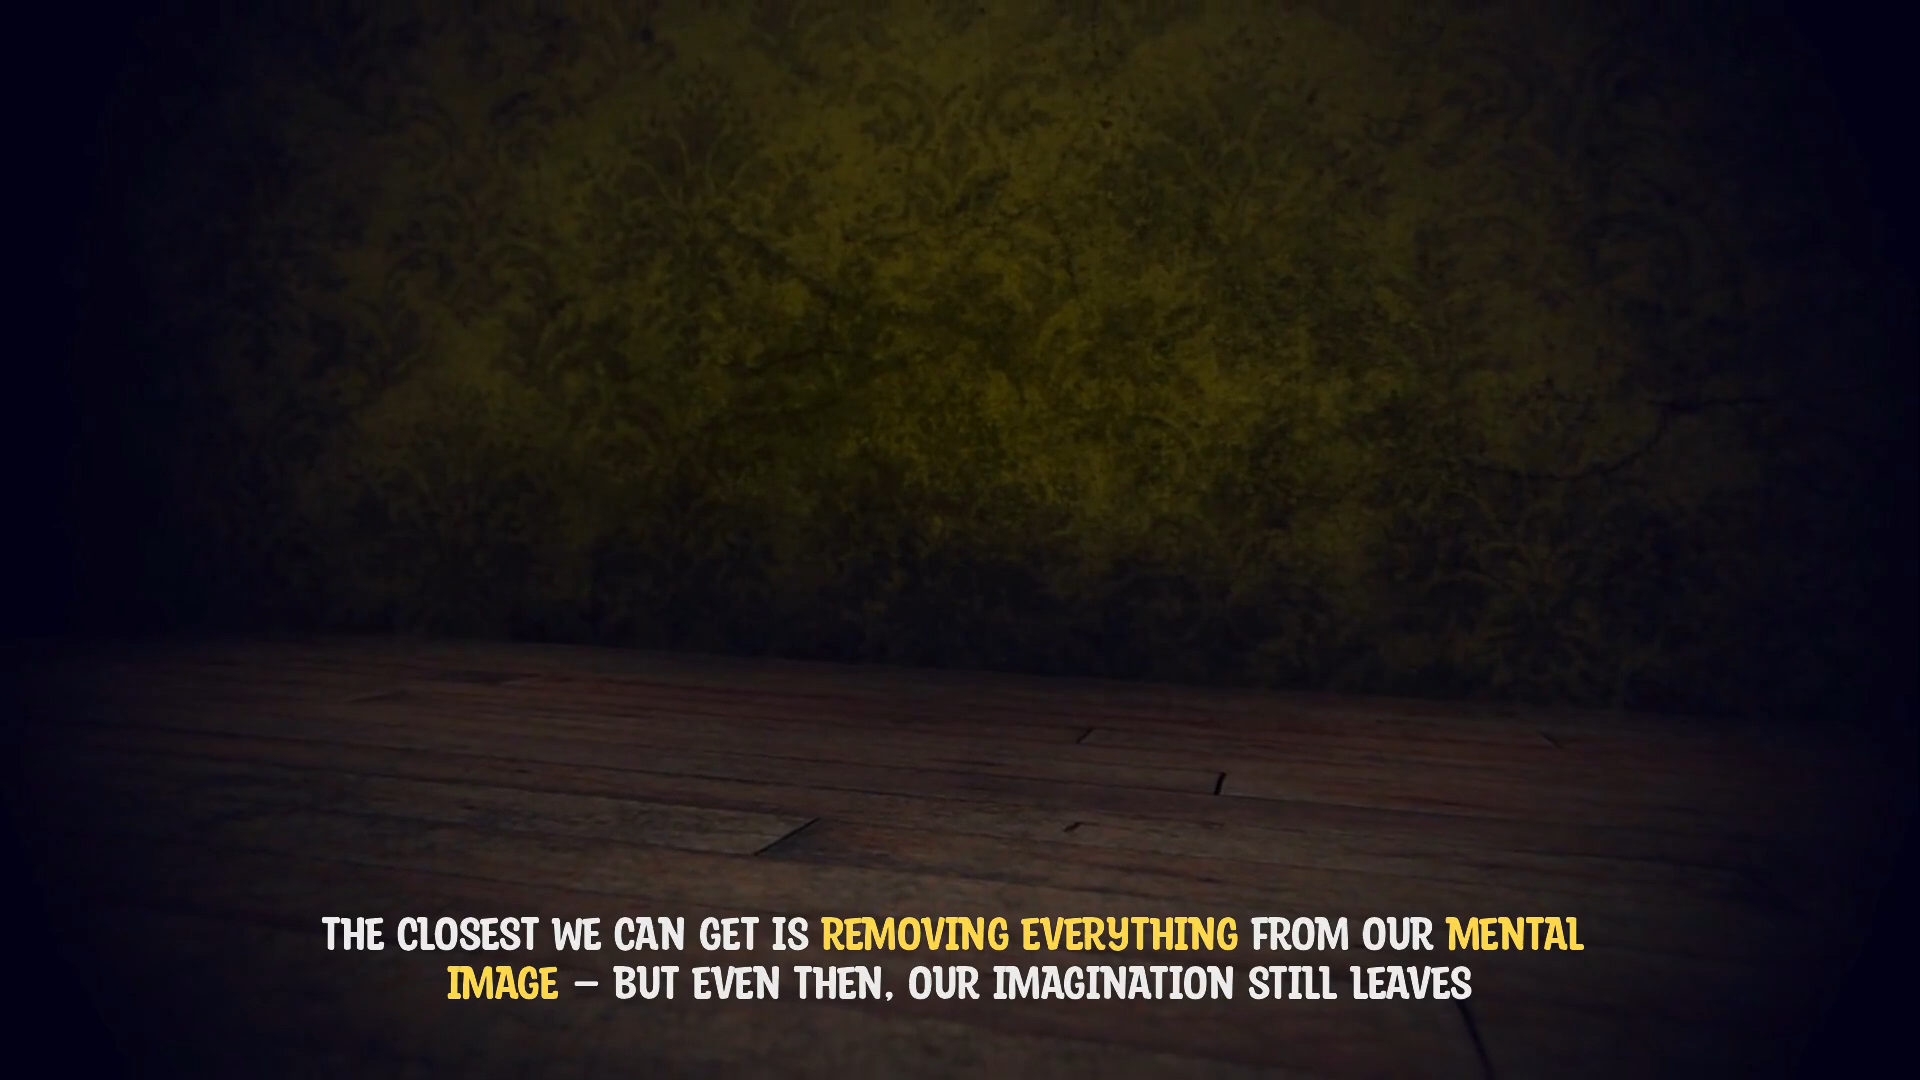 THE CLOSEST WE CAN GET IS REMOVING EVERYTHING FROM OUR MENTAL
IMAGE – BUT EVEN THEN, OUR IMAGINATION STILL LEAVES